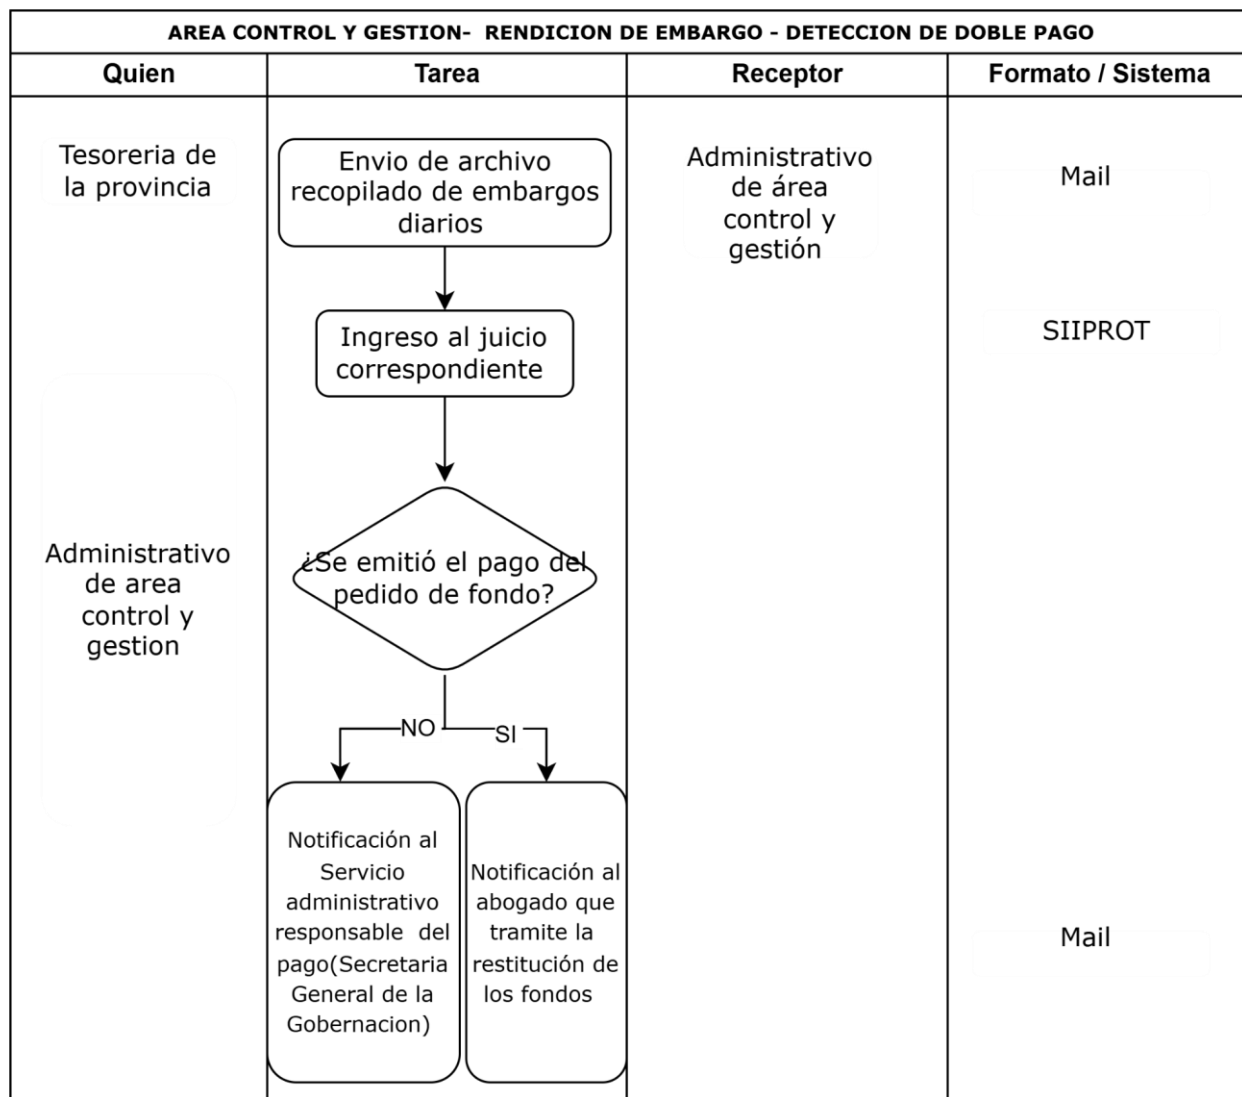 AREA CONTROL Y GESTION-  RENDICION DE EMBARGO - DETECCION DE DOBLE PAGO
Quien
Tarea
Receptor
Formato / Sistema
Tesoreria de
la provincia
Envio de archivo
recopilado de embargos
diarios
Administrativo
de área
control y
gestión
Mail
Ingreso al juicio
correspondiente
SIIPROT
Administrativo
de area
control y
gestion
¿Se emitió el pago del
pedido de fondo?
NO
SI
Notificación al
Servicio
administrativo
responsable  del
pago(Secretaria
General de la
Gobernacion)
Notificación al
abogado que
tramite la
restitución de
los fondos
Mail